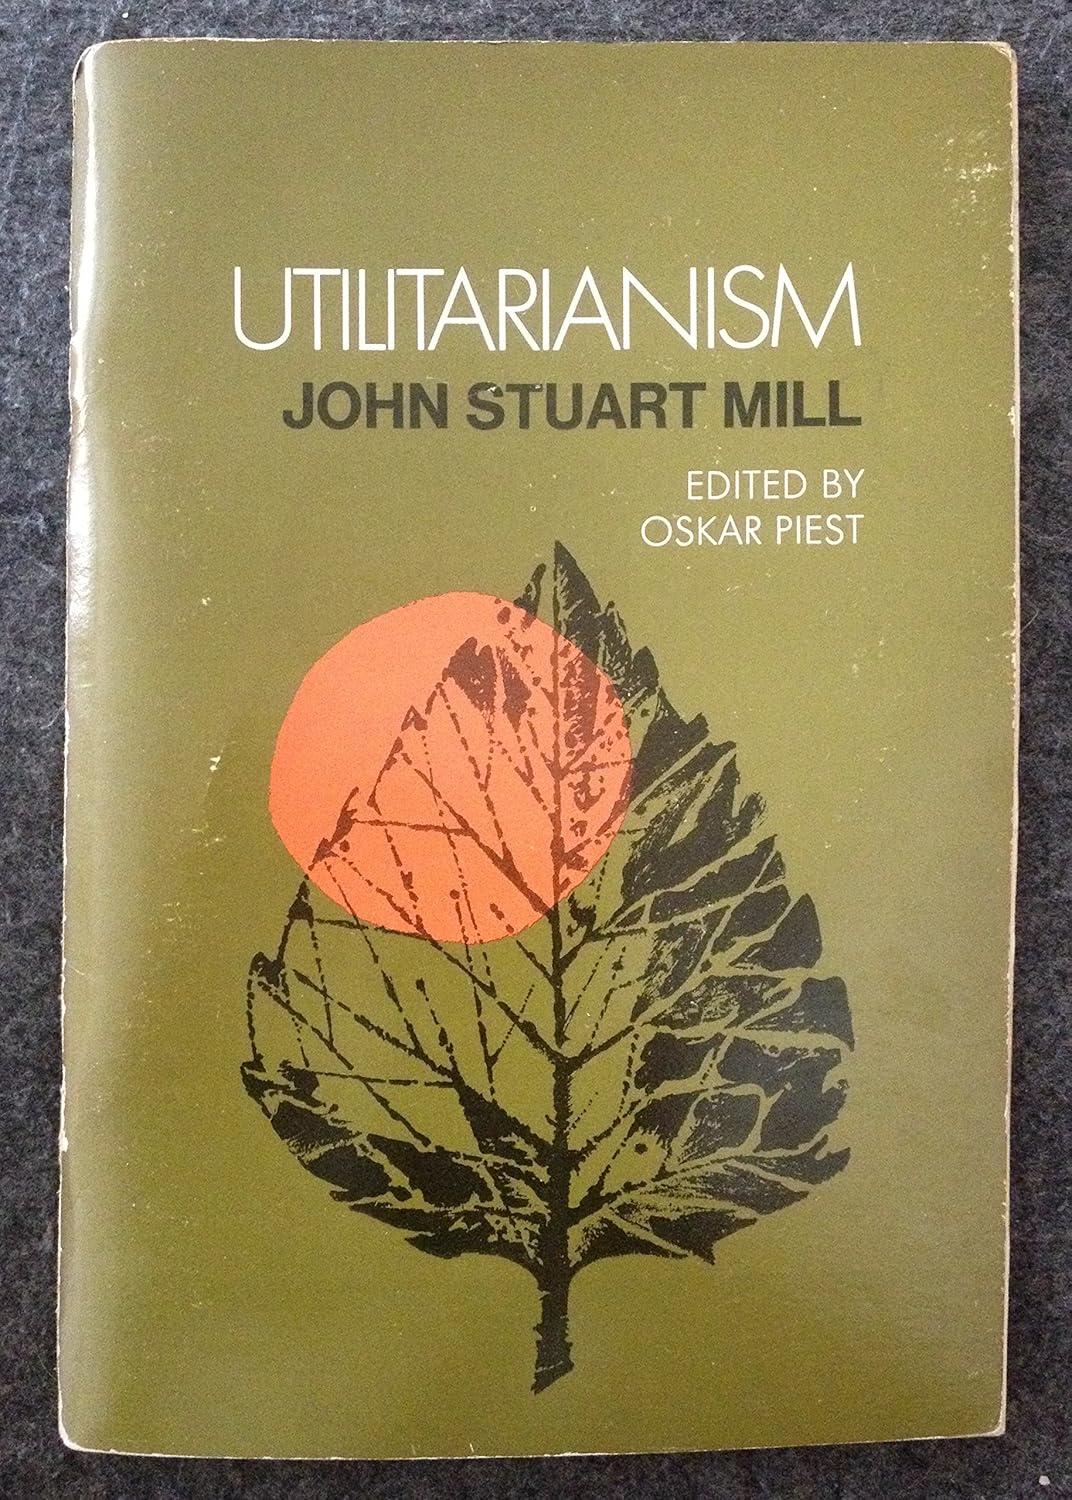 UTILITARIANISM
JOHN STUART MILL
EDITED BY
OSKAR PIEST